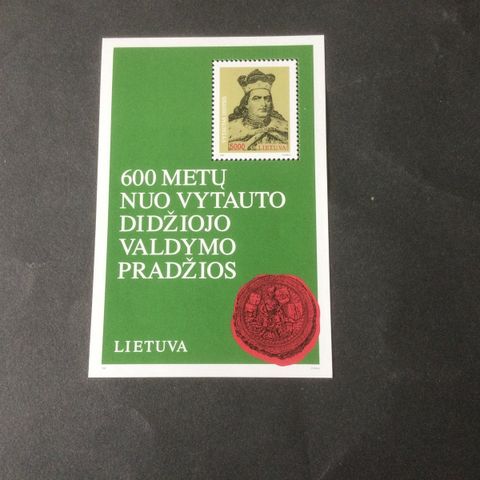 5000 LIETUVA
600 METŲ
NUO VYTAUTO
DIDŽIOJO
VALDYMO
PRADŽIOS
LIETUVA